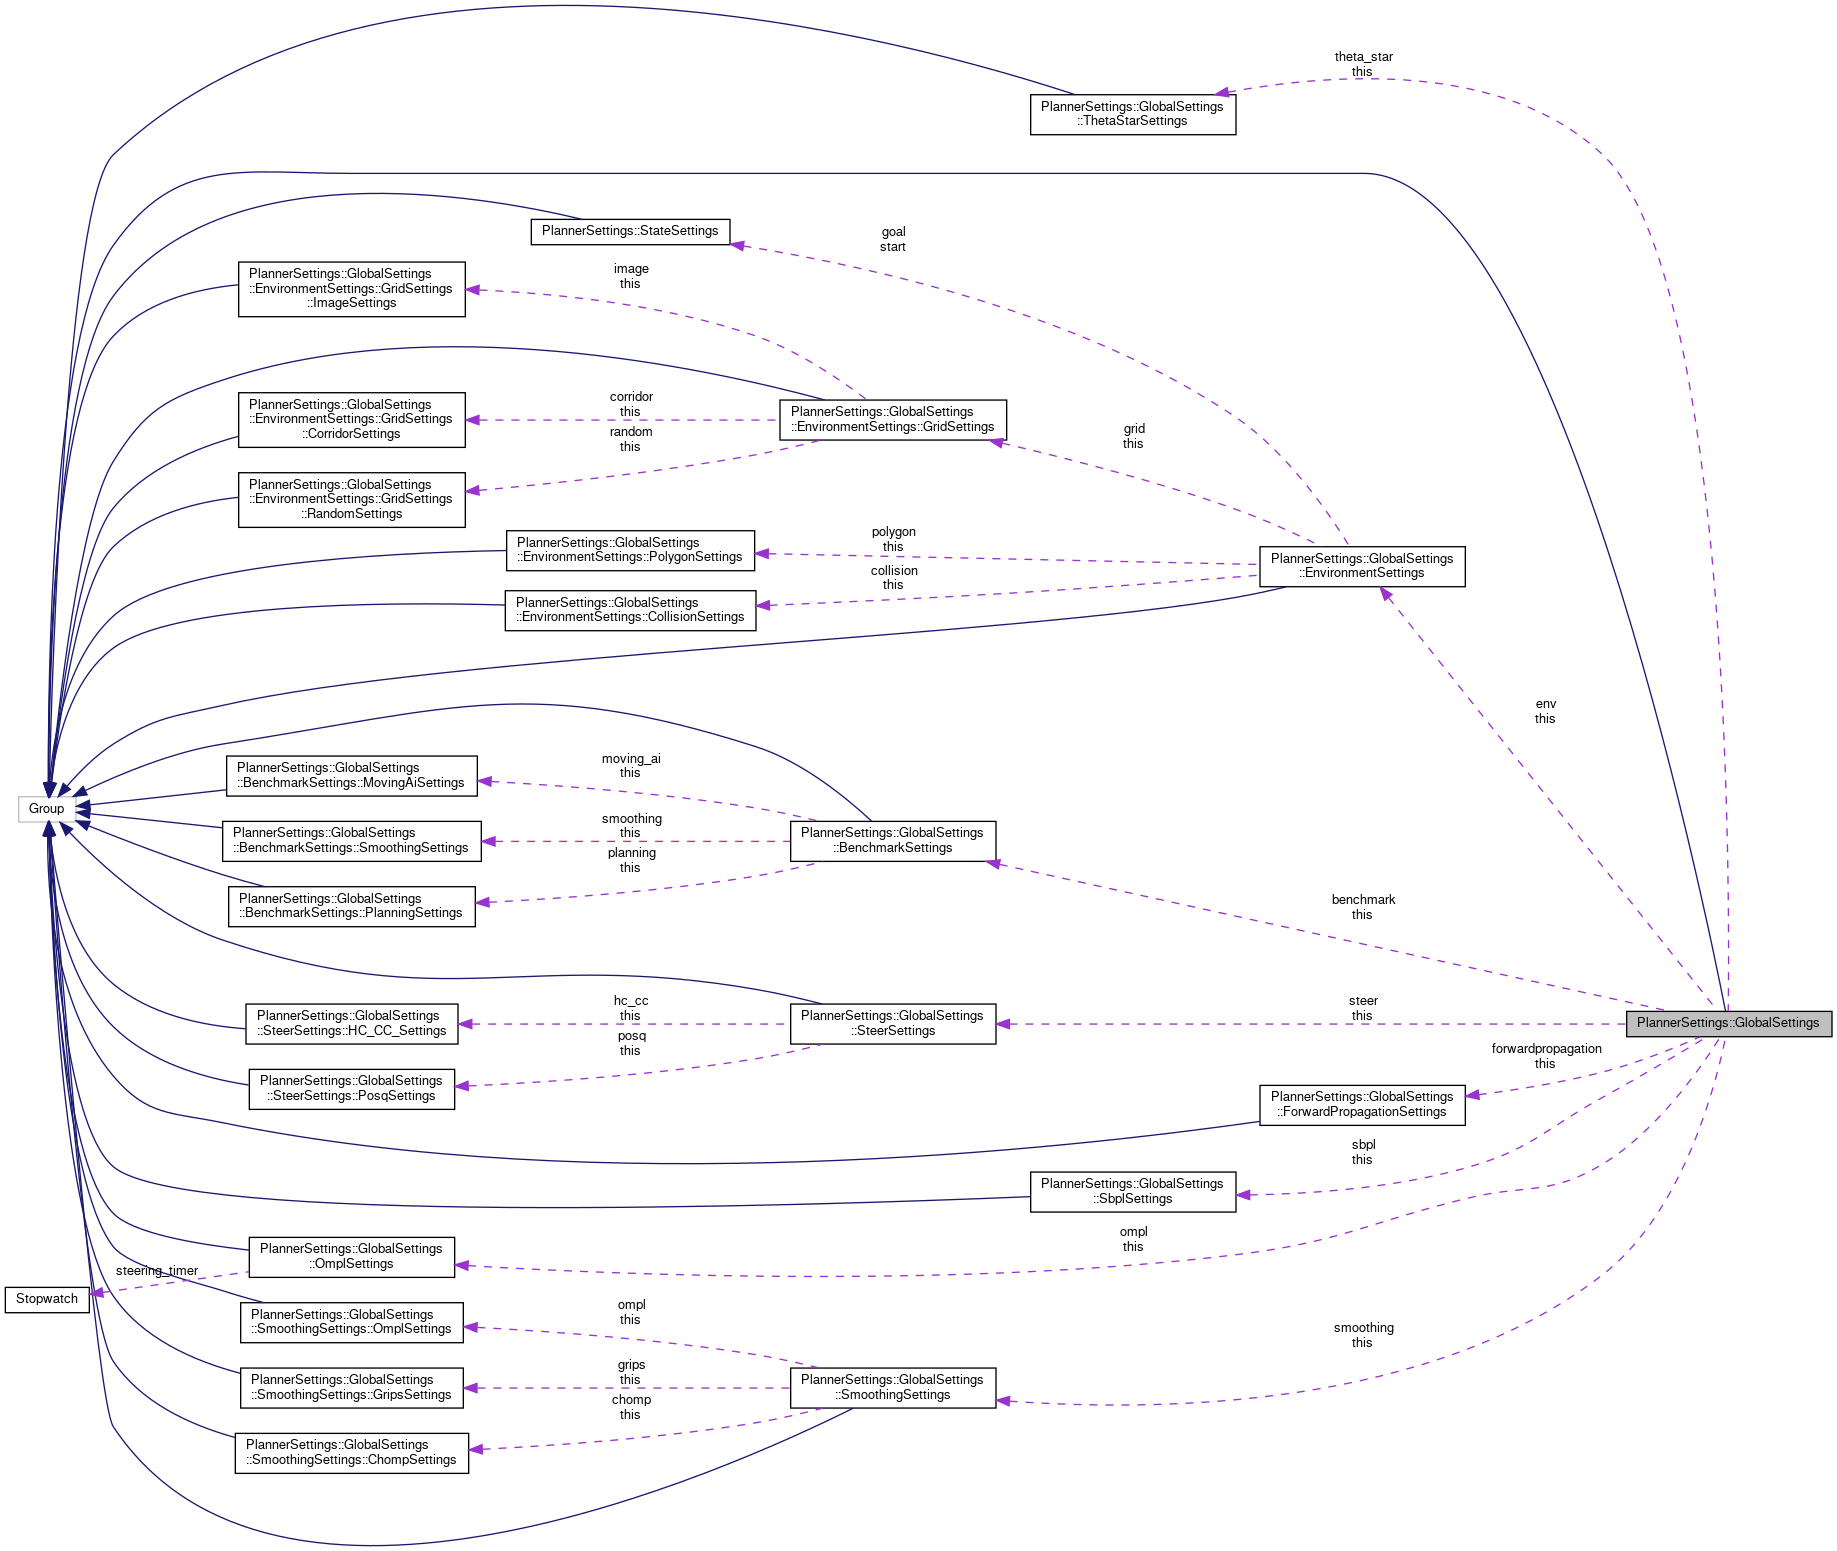 theta_star
this
PlannerSettings::GlobalSettings
::ThetaStarSettings
PlannerSettings::StateSettings
goal
start
PlannerSettings::GlobalSettings
::EnvironmentSettings::GridSettings
::ImageSettings
image
this
PlannerSettings::GlobalSettings
::EnvironmentSettings::GridSettings
::CorridorSettings
corridor
this
random
this
PlannerSettings::GlobalSettings
::EnvironmentSettings::GridSettings
grid
this
PlannerSettings::GlobalSettings
::EnvironmentSettings::GridSettings
::RandomSettings
PlannerSettings::GlobalSettings
::EnvironmentSettings::PolygonSettings
polygon
this
collision
this
PlannerSettings::GlobalSettings
::EnvironmentSettings
PlannerSettings::GlobalSettings
::EnvironmentSettings::CollisionSettings
env
this
PlannerSettings::GlobalSettings
::BenchmarkSettings::MovingAiSettings
moving_ai
this
Group
PlannerSettings::GlobalSettings
::BenchmarkSettings::SmoothingSettings
smoothing
this
planning
this
PlannerSettings::GlobalSettings
::BenchmarkSettings
PlannerSettings::GlobalSettings
::BenchmarkSettings::PlanningSettings
benchmark
this
PlannerSettings::GlobalSettings
::SteerSettings::HC_CC_Settings
hc_cc
this
posq
this
PlannerSettings::GlobalSettings
::SteerSettings
steer
this
PlannerSettings::GlobalSettings
PlannerSettings::GlobalSettings
::SteerSettings::PosqSettings
forwardpropagation
this
PlannerSettings::GlobalSettings
::ForwardPropagationSettings
sbpl
this
PlannerSettings::GlobalSettings
::SbplSettings
ompl
this
PlannerSettings::GlobalSettings
::OmplSettings
steering_timer
Stopwatch
PlannerSettings::GlobalSettings
::SmoothingSettings::OmplSettings
ompl
this
smoothing
this
PlannerSettings::GlobalSettings
::SmoothingSettings::GripsSettings
grips
this
chomp
this
PlannerSettings::GlobalSettings
::SmoothingSettings
PlannerSettings::GlobalSettings
::SmoothingSettings::ChompSettings